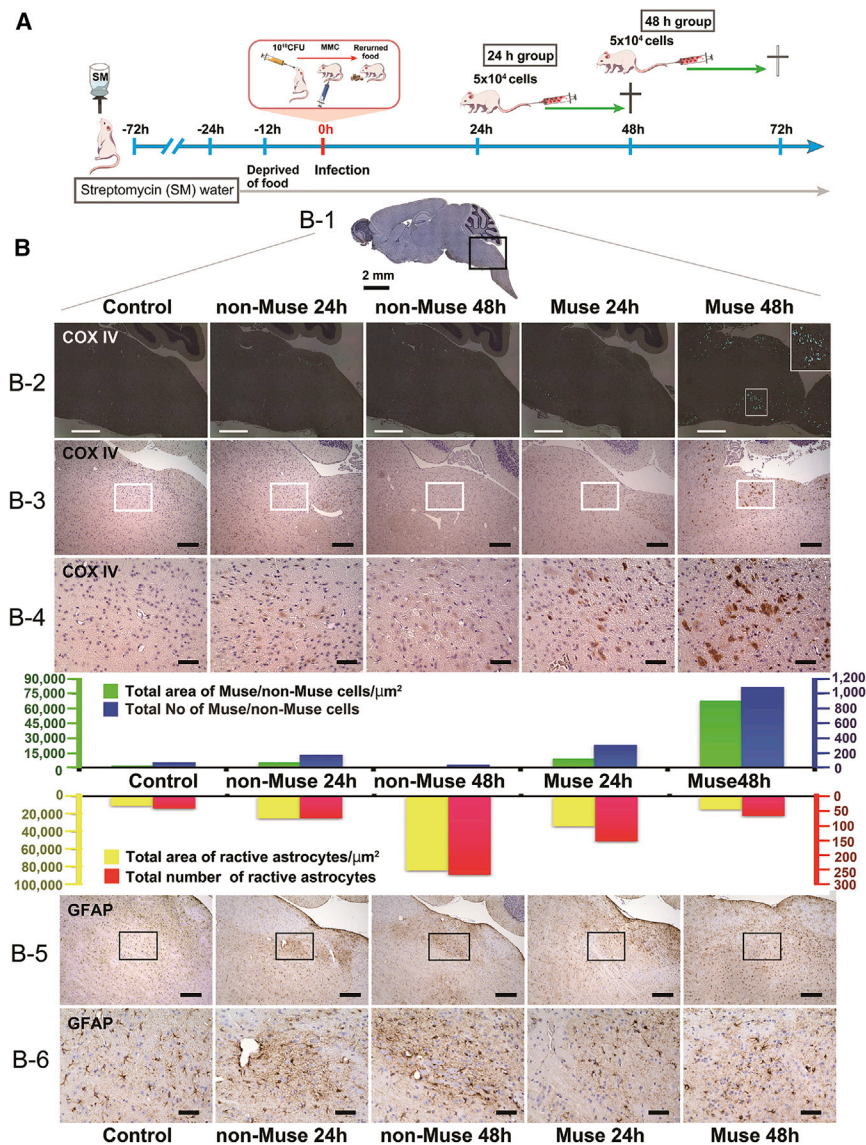 A
SM
10¹⁰CFU MMC Rerurned food
24 h group
5x10⁴ cells
48 h group
5x10⁴ cells
-72h -24h -12h 0h 24h 48h 72h
Deprived of food
Infection
Streptomycin (SM) water
B-1
B
2 mm
Control non-Muse 24h non-Muse 48h Muse 24h Muse 48h
B-2
COX IV
B-3
COX IV
B-4
COX IV
90,000
75,000
60,000
45,000
30,000
15,000
0
Total area of Muse/non-Muse cells/μm²
Total No of Muse/non-Muse cells
1,200
1,000
800
600
400
200
0
Control non-Muse 24h non-Muse 48h Muse 24h Muse48h
0
20,000
40,000
60,000
80,000
100,000
Total area of ractive astrocytes/μm²
Total number of ractive astrocytes
0
50
100
150
200
250
300
B-5
GFAP
B-6
GFAP
Control non-Muse 24h non-Muse 48h Muse 24h Muse 48h